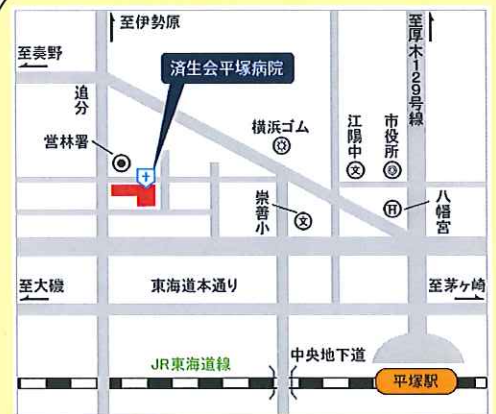 至伊勢原
至厚木129号線
至奏野
済生会平塚病院
追分
横浜ゴム
江陽中
市役所
営林署
文
文
崇善小
H
八幡宮
至大磯
東海道本通り
至茅ヶ崎
JR東海道線
中央地下道
平塚駅